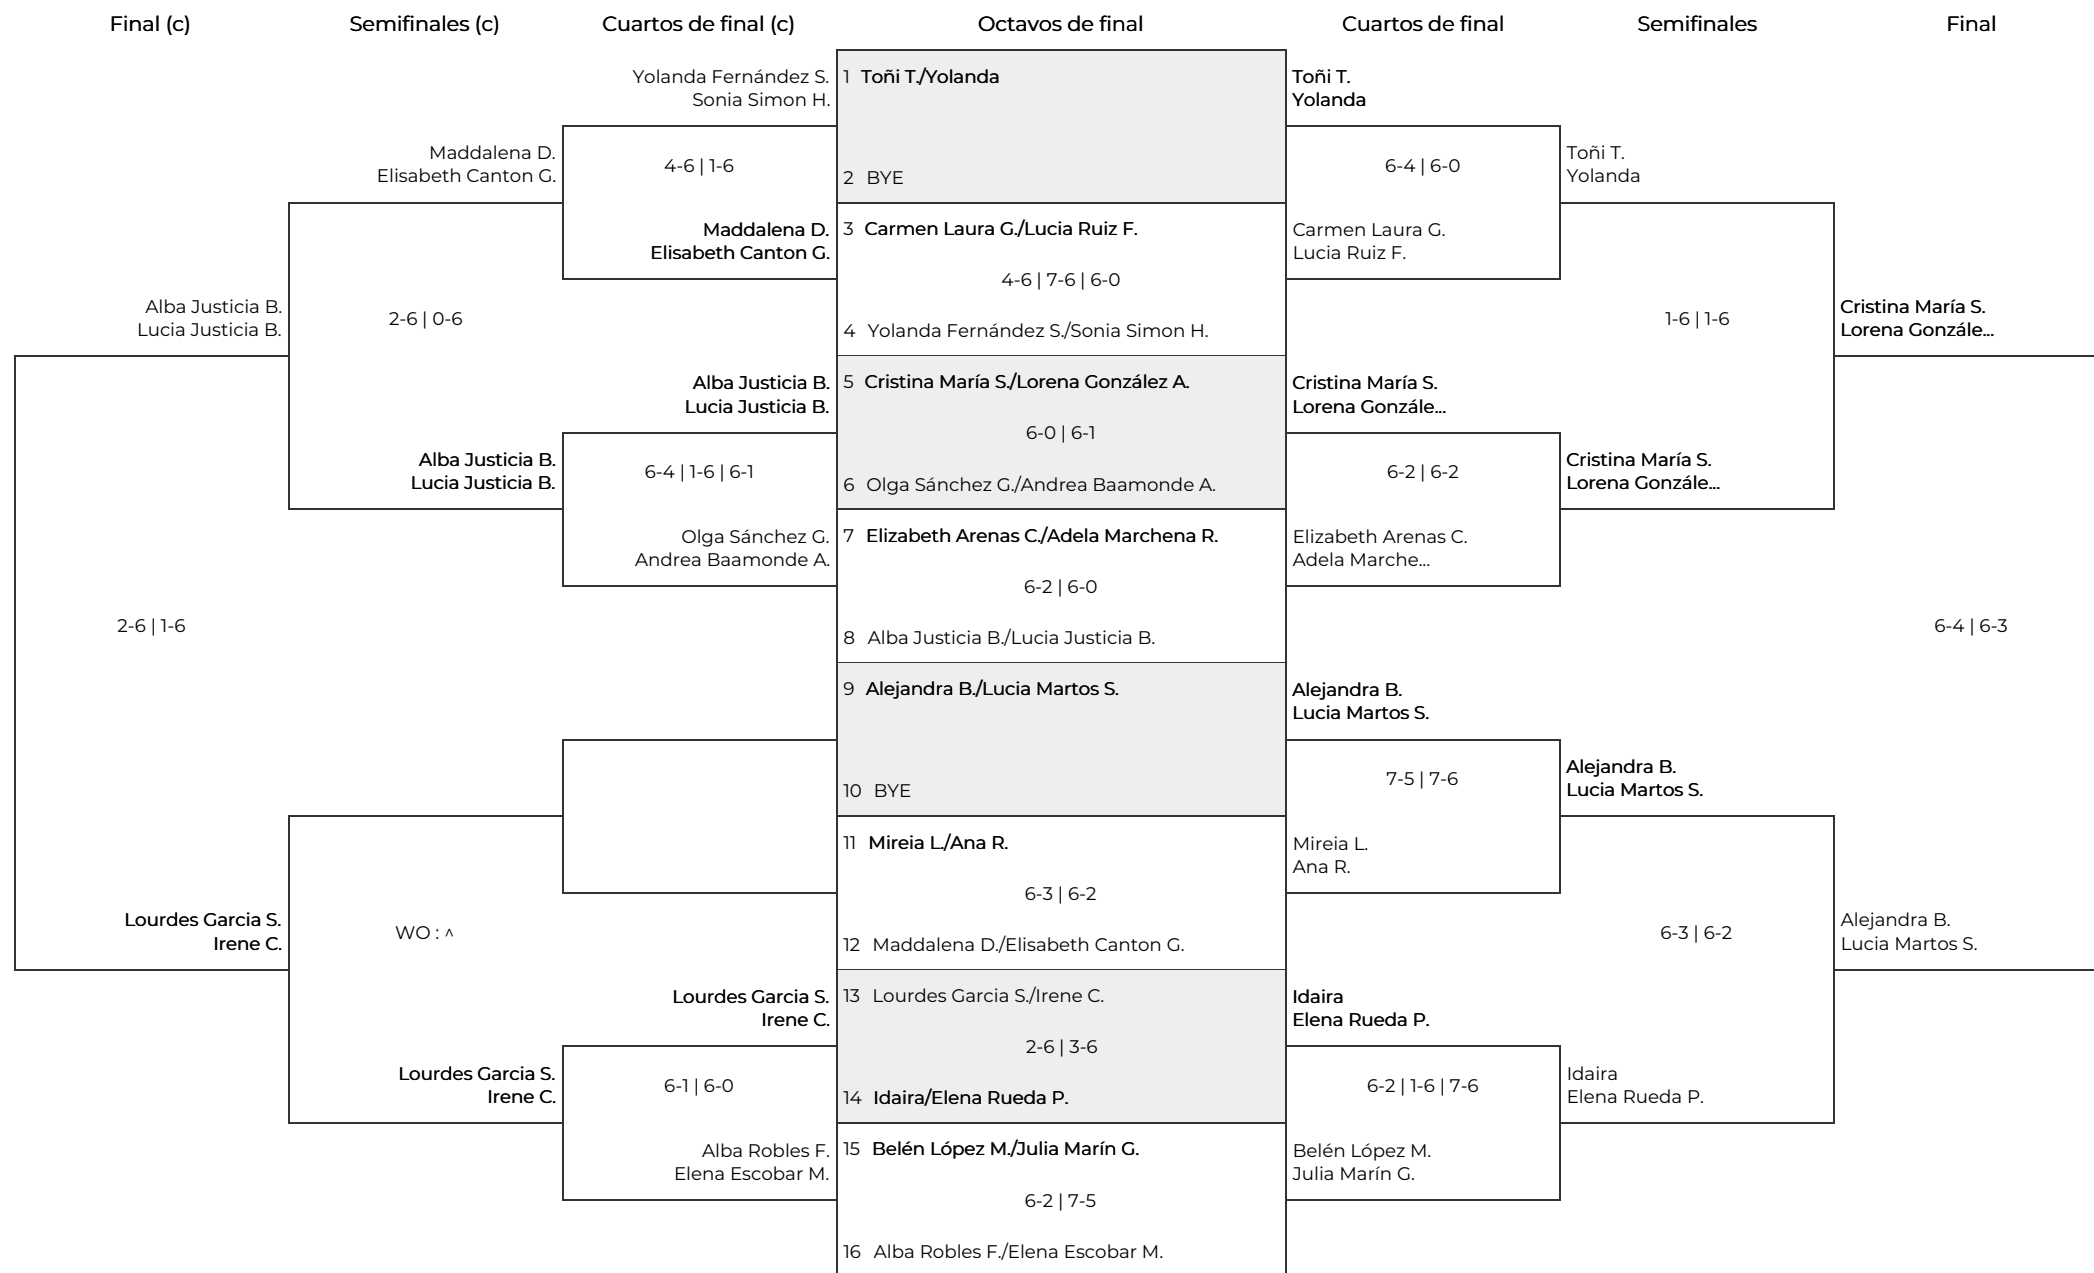 Final (c)
Semifinales (c)
Cuartos de final (c)
Octavos de final
Cuartos de final
Semifinales
Final
Alba Justicia B.
Lucia Justicia B.
2-6 | 1-6
Lourdes Garcia S.
Irene C.
Maddalena D.
Elisabeth Canton G.
2-6 | 0-6
Alba Justicia B.
Lucia Justicia B.
WO : ^
Lourdes Garcia S.
Irene C.
Yolanda Fernández S.
Sonia Simon H.
4-6 | 1-6
Maddalena D.
Elisabeth Canton G.
Alba Justicia B.
Lucia Justicia B.
6-4 | 1-6 | 6-1
Olga Sánchez G.
Andrea Baamonde A.
Lourdes Garcia S.
Irene C.
6-1 | 6-0
Alba Robles F.
Elena Escobar M.
1 Toñi T./Yolanda
2 BYE
3 Carmen Laura G./Lucia Ruiz F.
4-6 | 7-6 | 6-0
4 Yolanda Fernández S./Sonia Simon H.
5 Cristina María S./Lorena González A.
6-0 | 6-1
6 Olga Sánchez G./Andrea Baamonde A.
7 Elizabeth Arenas C./Adela Marchena R.
6-2 | 6-0
8 Alba Justicia B./Lucia Justicia B.
9 Alejandra B./Lucia Martos S.
10 BYE
11 Mireia L./Ana R.
6-3 | 6-2
12 Maddalena D./Elisabeth Canton G.
13 Lourdes Garcia S./Irene C.
2-6 | 3-6
14 Idaira/Elena Rueda P.
15 Belén López M./Julia Marín G.
6-2 | 7-5
16 Alba Robles F./Elena Escobar M.
Toñi T.
Yolanda
6-4 | 6-0
Carmen Laura G.
Lucia Ruiz F.
Cristina María S.
Lorena Gonzále...
6-2 | 6-2
Elizabeth Arenas C.
Adela Marche...
Alejandra B.
Lucia Martos S.
7-5 | 7-6
Mireia L.
Ana R.
Idaira
Elena Rueda P.
6-2 | 1-6 | 7-6
Belén López M.
Julia Marín G.
Toñi T.
Yolanda
1-6 | 1-6
Cristina María S.
Lorena Gonzále...
Alejandra B.
Lucia Martos S.
6-3 | 6-2
Idaira
Elena Rueda P.
Cristina María S.
Lorena Gonzále...
6-4 | 6-3
Alejandra B.
Lucia Martos S.